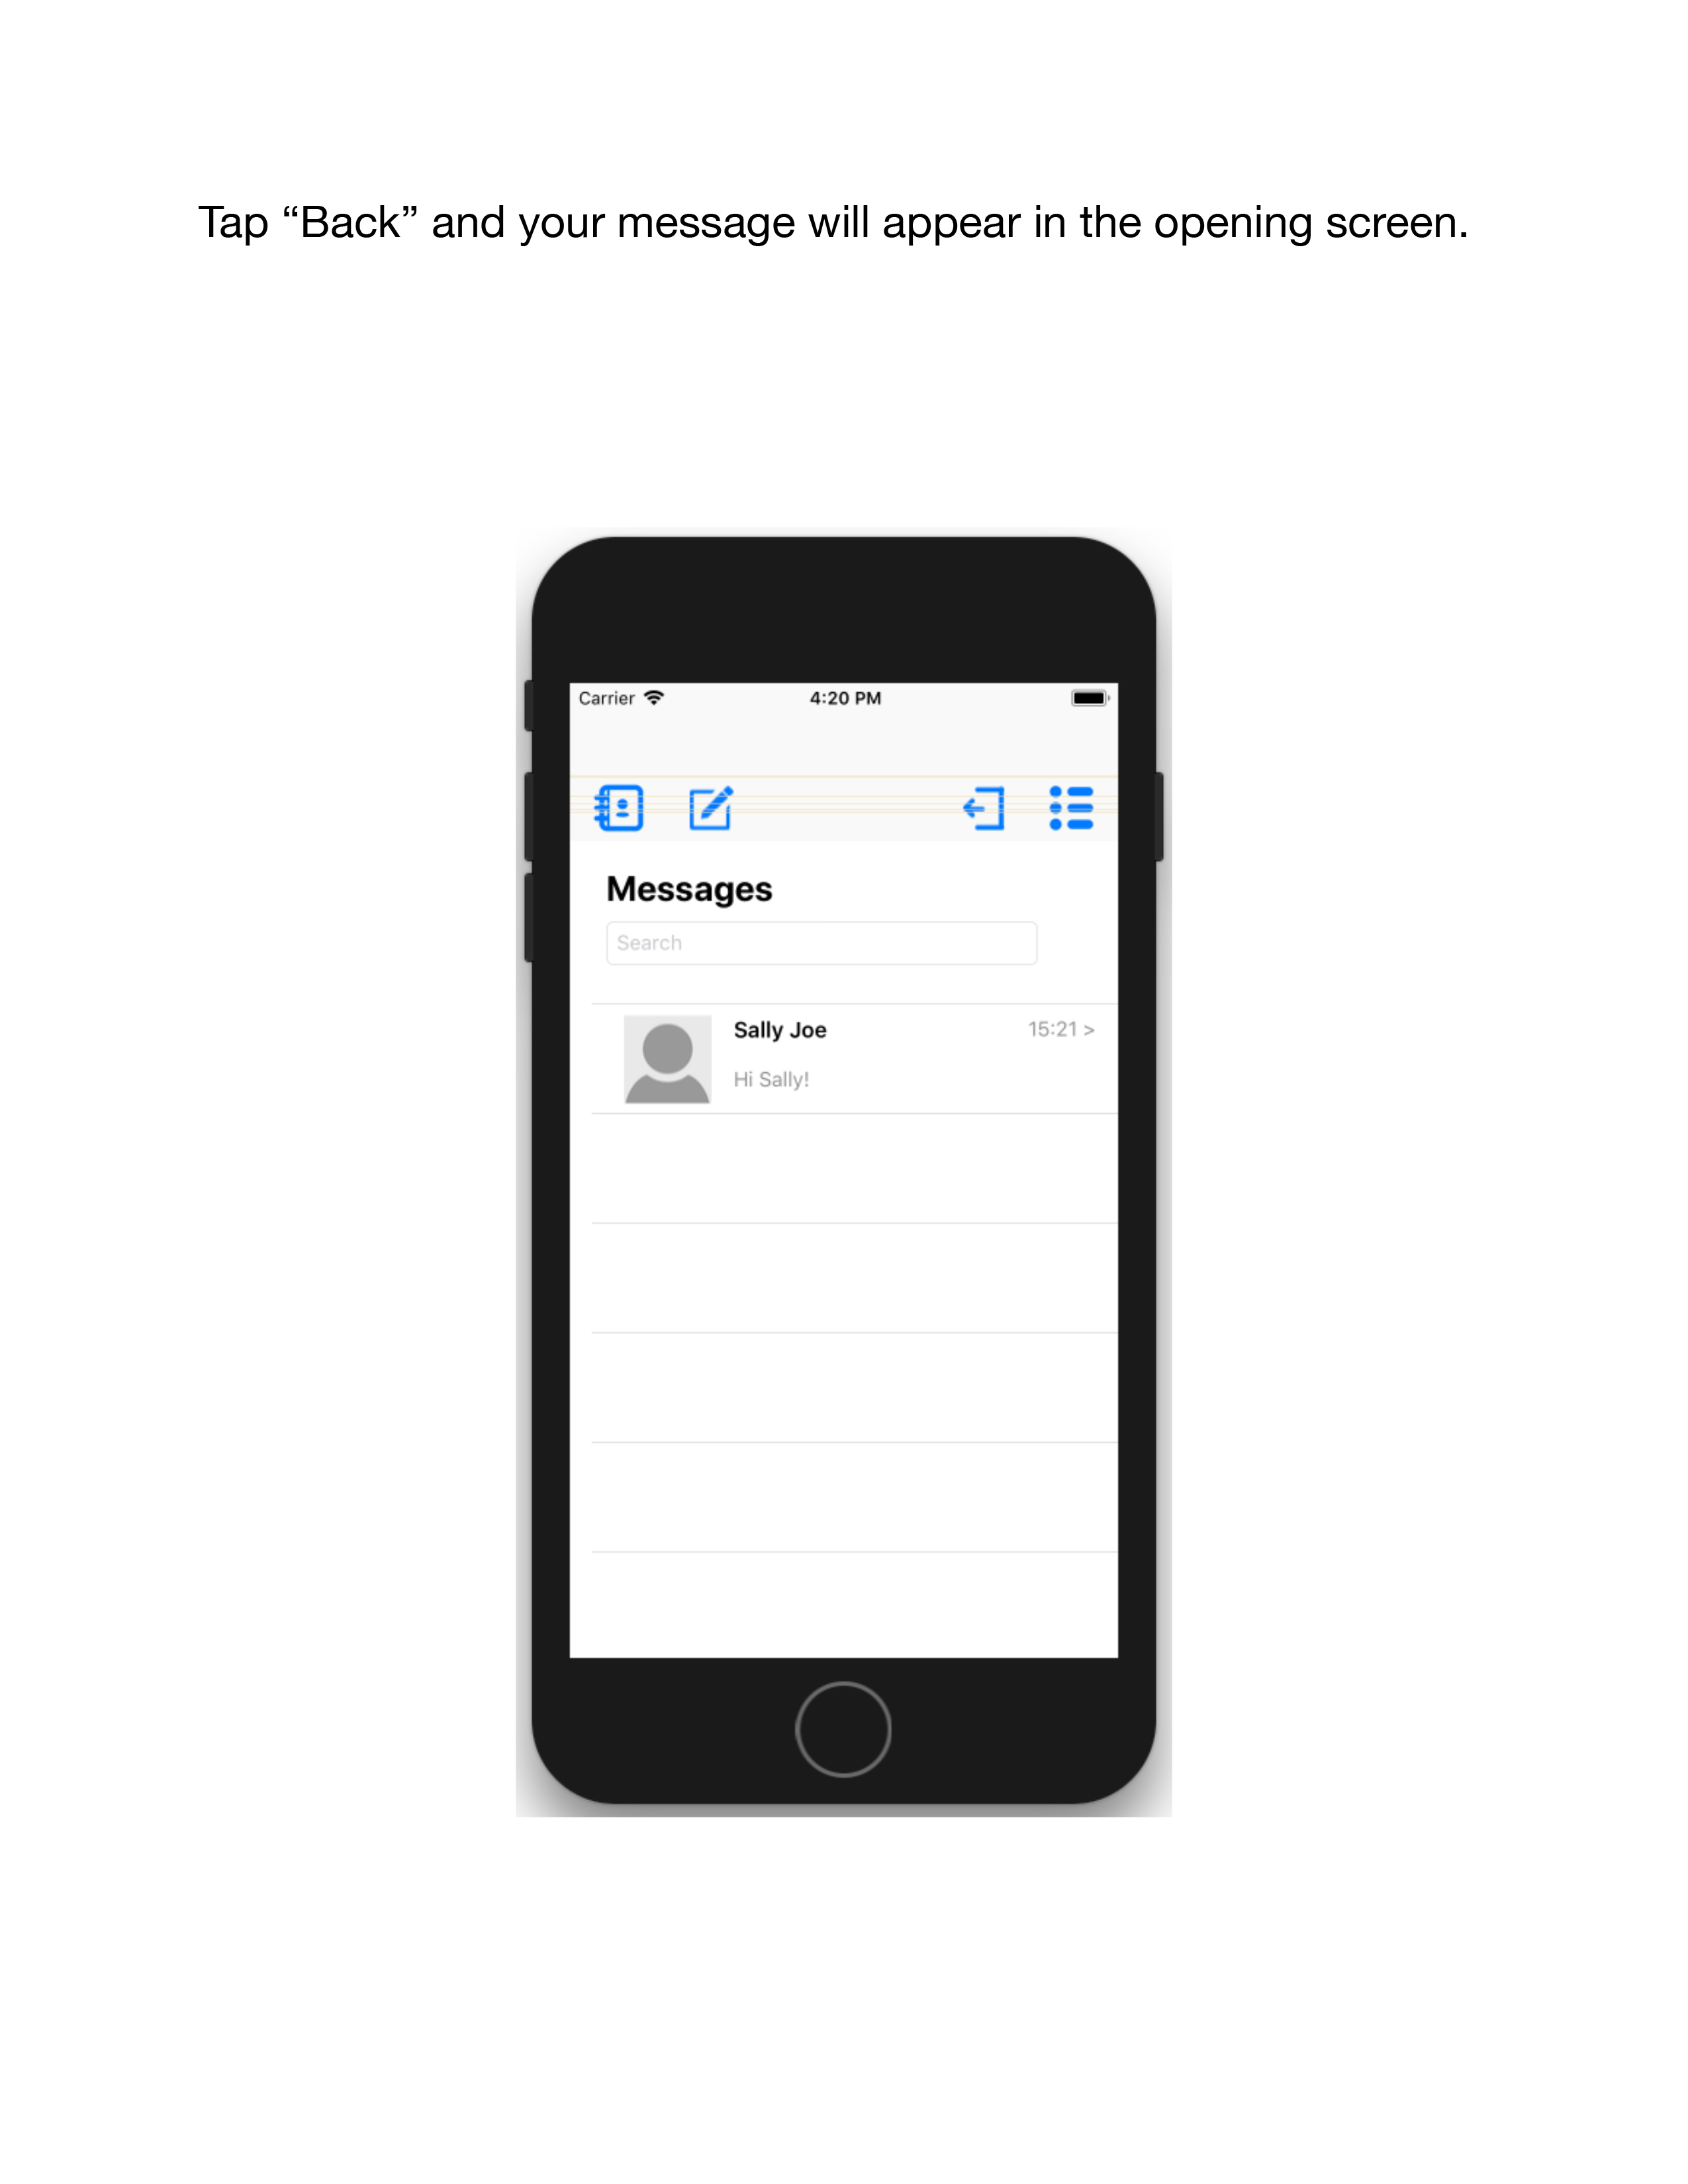 Tap “Back” and your message will appear in the opening screen.
Carrier 4:20 PM
Messages
Search
Sally Joe 15:21 >
Hi Sally!